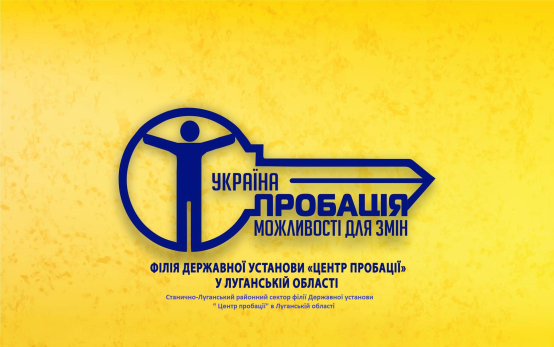 УКРАЇНА
ПРОБАЦІЯ
МОЖЛИВОСТІ ДЛЯ ЗМІН
ФІЛІЯ ДЕРЖАВНОЇ УСТАНОВИ «ЦЕНТР ПРОБАЦІЇ»
У ЛУГАНСЬКІЙ ОБЛАСТІ
Станично-Луганський районний сектор філії Державної установи
" Центр пробації" в Луганській області